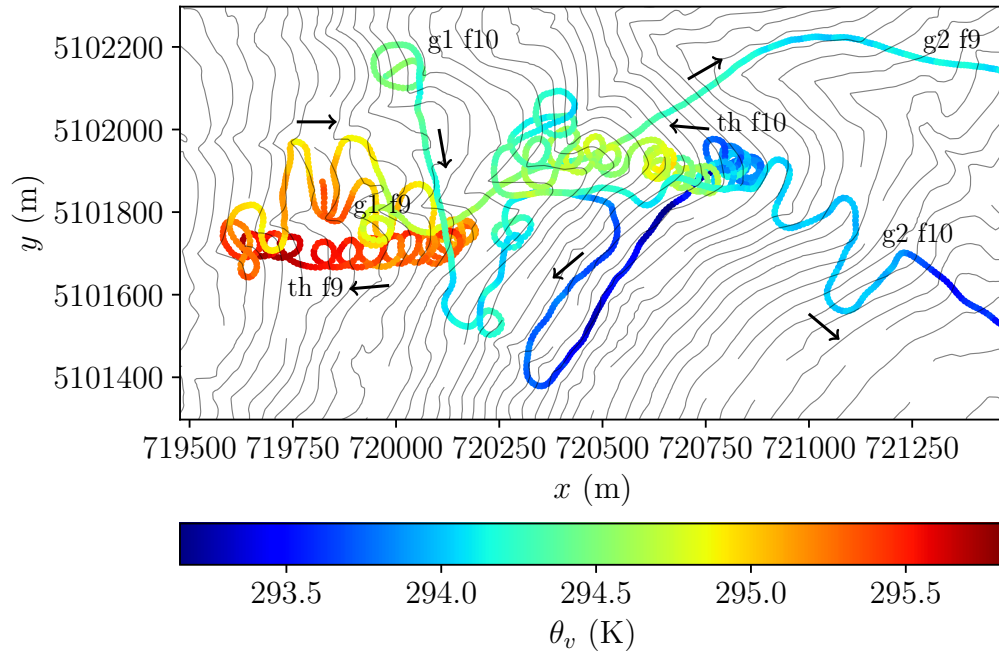 g1 f10
g2 f9
th f10
g1 f9
g2 f10
th f9
5102200
5102000
5101800
5101600
5101400
y (m)
719500 719750 720000 720250 720500 720750 721000 721250
x (m)
293.5 294.0 294.5 295.0 295.5
θv (K)